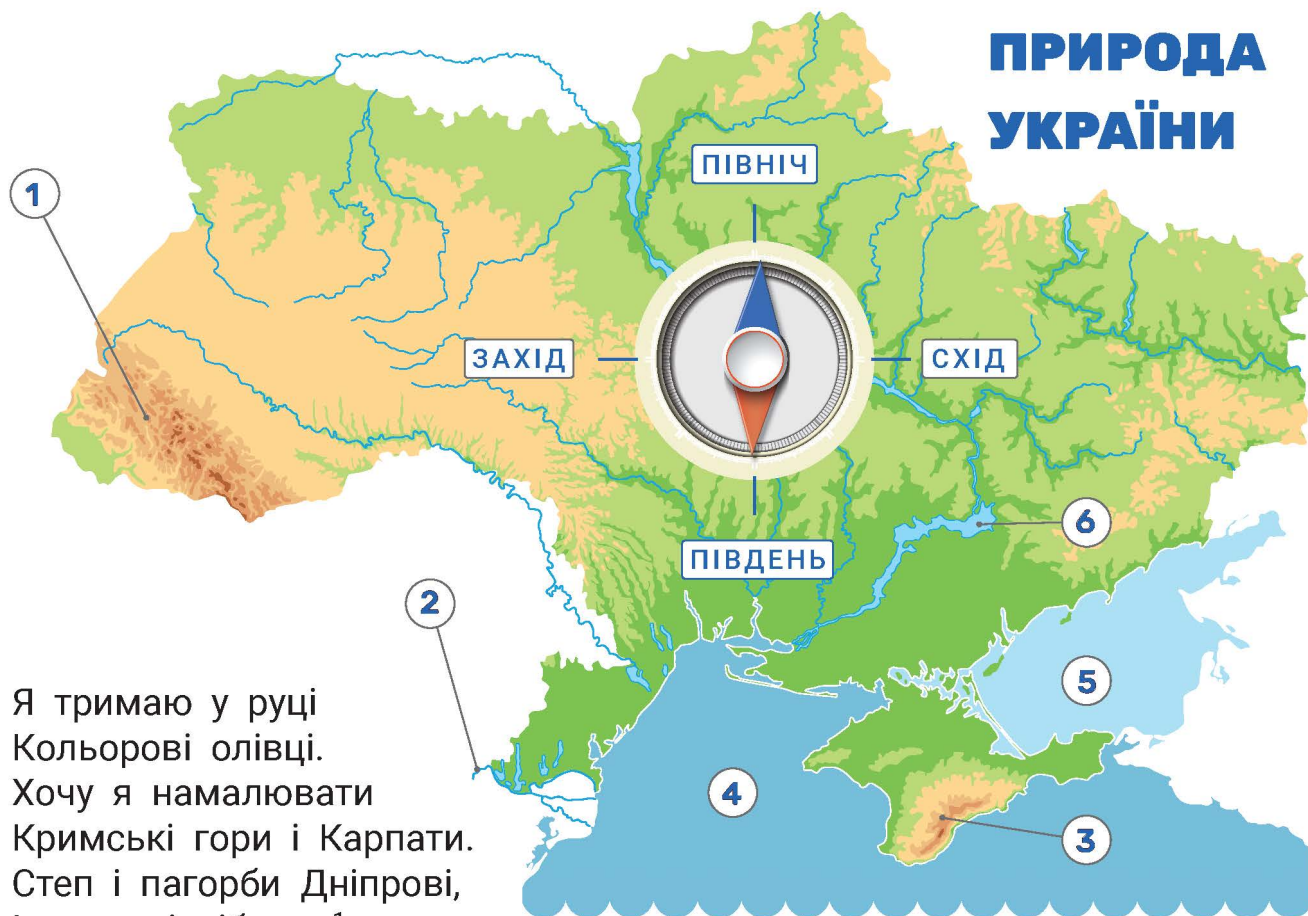 ПРИРОДА
УКРАЇНИ
1
ПІВНІЧ
ЗАХІД
СХІД
6
ПІВДЕНЬ
2
5
4
3
Я тримаю у руці
Кольорові олівці.
Хочу я намалювати
Кримські гори і Карпати.
Степ і пагорби Дніпрові,